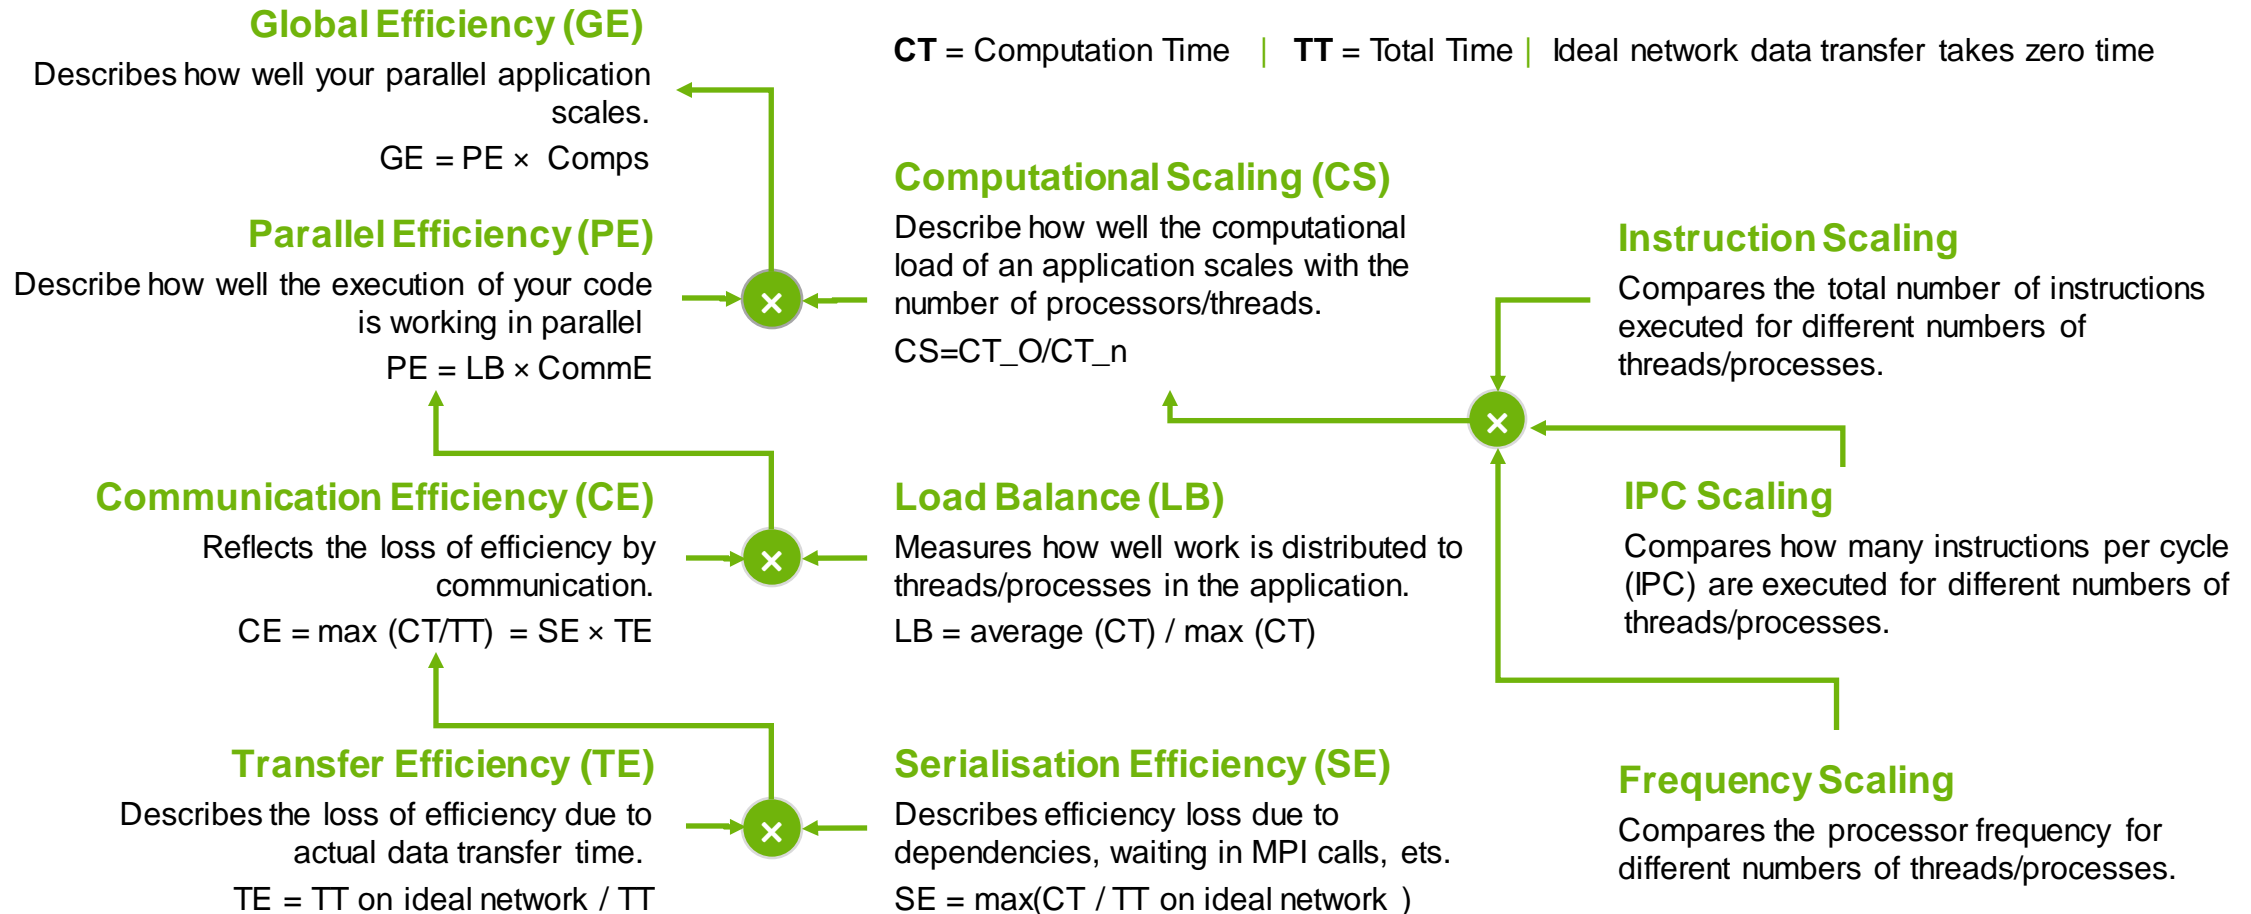 Global Efficiency (GE)
Describes how well your parallel application
scales.
GE = PE × Comps
CT = Computation Time | TT = Total Time | Ideal network data transfer takes zero time
Parallel Efficiency (PE)
Describe how well the execution of your code
is working in parallel
PE = LB × CommE
×
Computational Scaling (CS)
Describe how well the computational
load of an application scales with the
number of processors/threads.
CS=CT_O/CT_n
Instruction Scaling
Compares the total number of instructions
executed for different numbers of
threads/processes.
×
Communication Efficiency (CE)
Reflects the loss of efficiency by
communication.
CE = max (CT/TT) = SE × TE
×
Load Balance (LB)
Measures how well work is distributed to
threads/processes in the application.
LB = average (CT) / max (CT)
IPC Scaling
Compares how many instructions per cycle
(IPC) are executed for different numbers of
threads/processes.
Transfer Efficiency (TE)
Describes the loss of efficiency due to
actual data transfer time.
TE = TT on ideal network / TT
×
Serialisation Efficiency (SE)
Describes efficiency loss due to
dependencies, waiting in MPI calls, ets.
SE = max(CT / TT on ideal network )
Frequency Scaling
Compares the processor frequency for
different numbers of threads/processes.